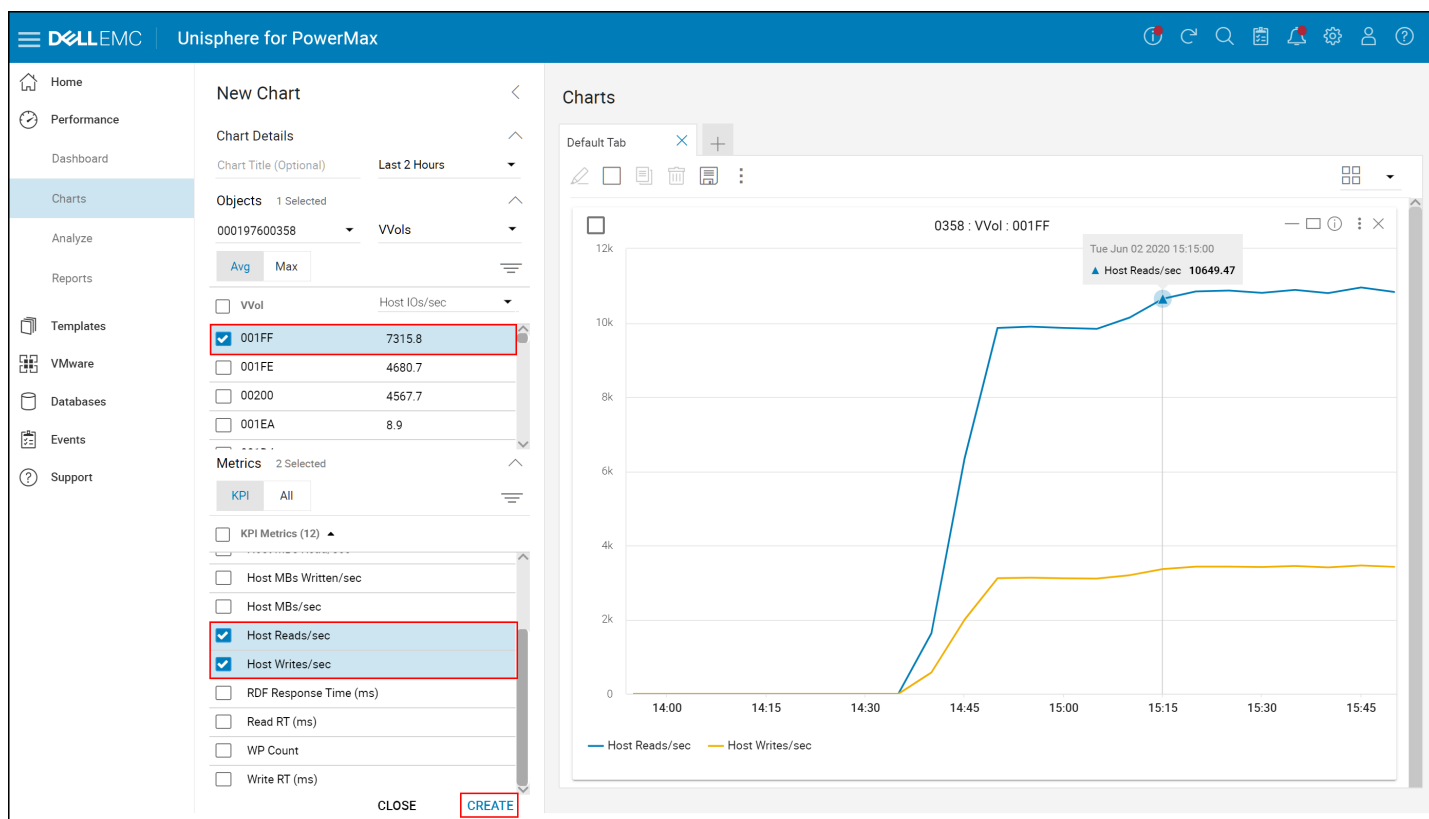 DELLEMC Unisphere for PowerMax
Home
Performance
Dashboard
Charts
Analyze
Reports
Templates
VMware
Databases
Events
Support
New Chart
Chart Details
Chart Title (Optional) Last 2 Hours
Objects 1 Selected
000197600358 VVols
Avg Max
VVol Host IOs/sec
001FF 7315.8
001FE 4680.7
00200 4567.7
001EA 8.9
Metrics 2 Selected
KPI All
KPI Metrics (12)
Host MBs Written/sec
Host MBs/sec
Host Reads/sec
Host Writes/sec
RDF Response Time (ms)
Read RT (ms)
WP Count
Write RT (ms)
CLOSE CREATE
Charts
Default Tab
0358 : VVol : 001FF
Tue Jun 02 2020 15:15:00
Host Reads/sec 10649.47
12k
10k
8k
6k
4k
2k
0
14:00 14:15 14:30 14:45 15:00 15:15 15:30 15:45
Host Reads/sec Host Writes/sec